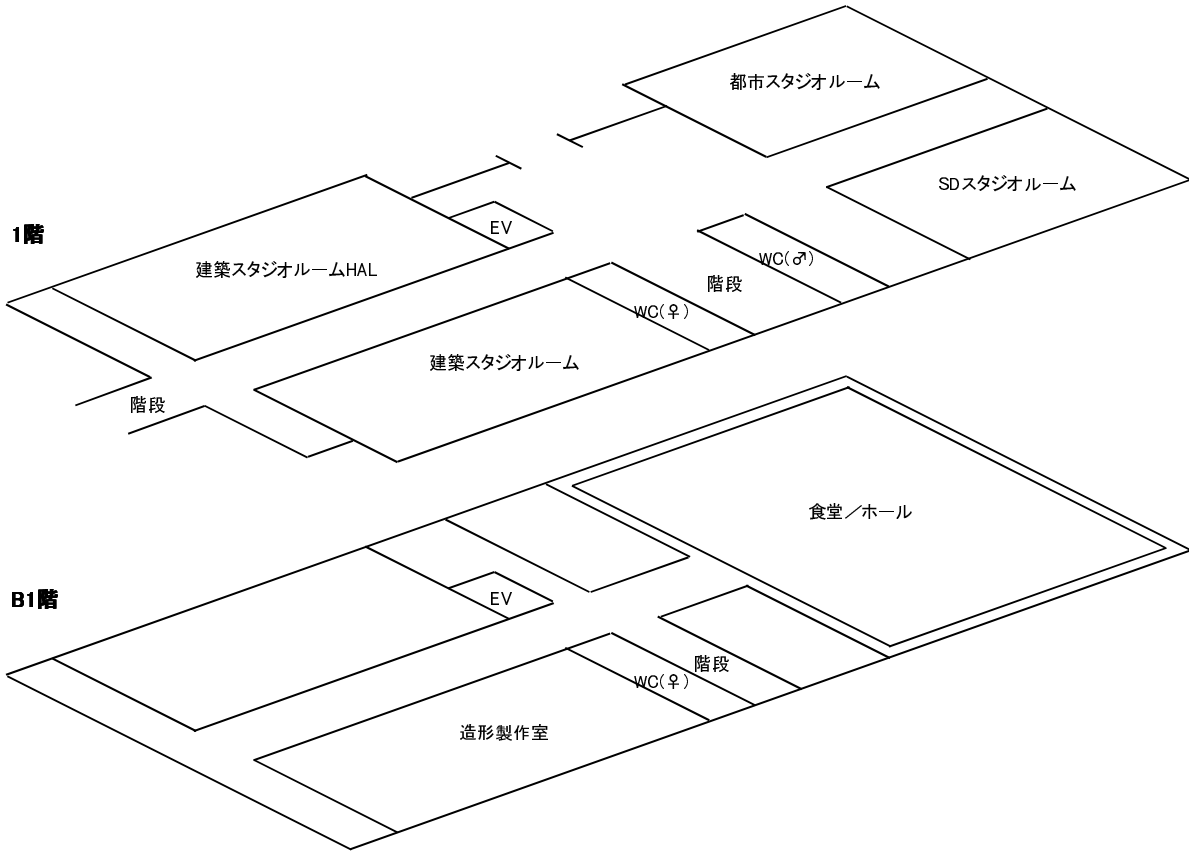 都市スタジオルーム
SDスタジオルーム
1階
EV
建築スタジオルームHAL
WC(♂)
階段
WC(♀)
建築スタジオルーム
階段
食堂／ホール
B1階
EV
階段
WC(♀)
造形製作室